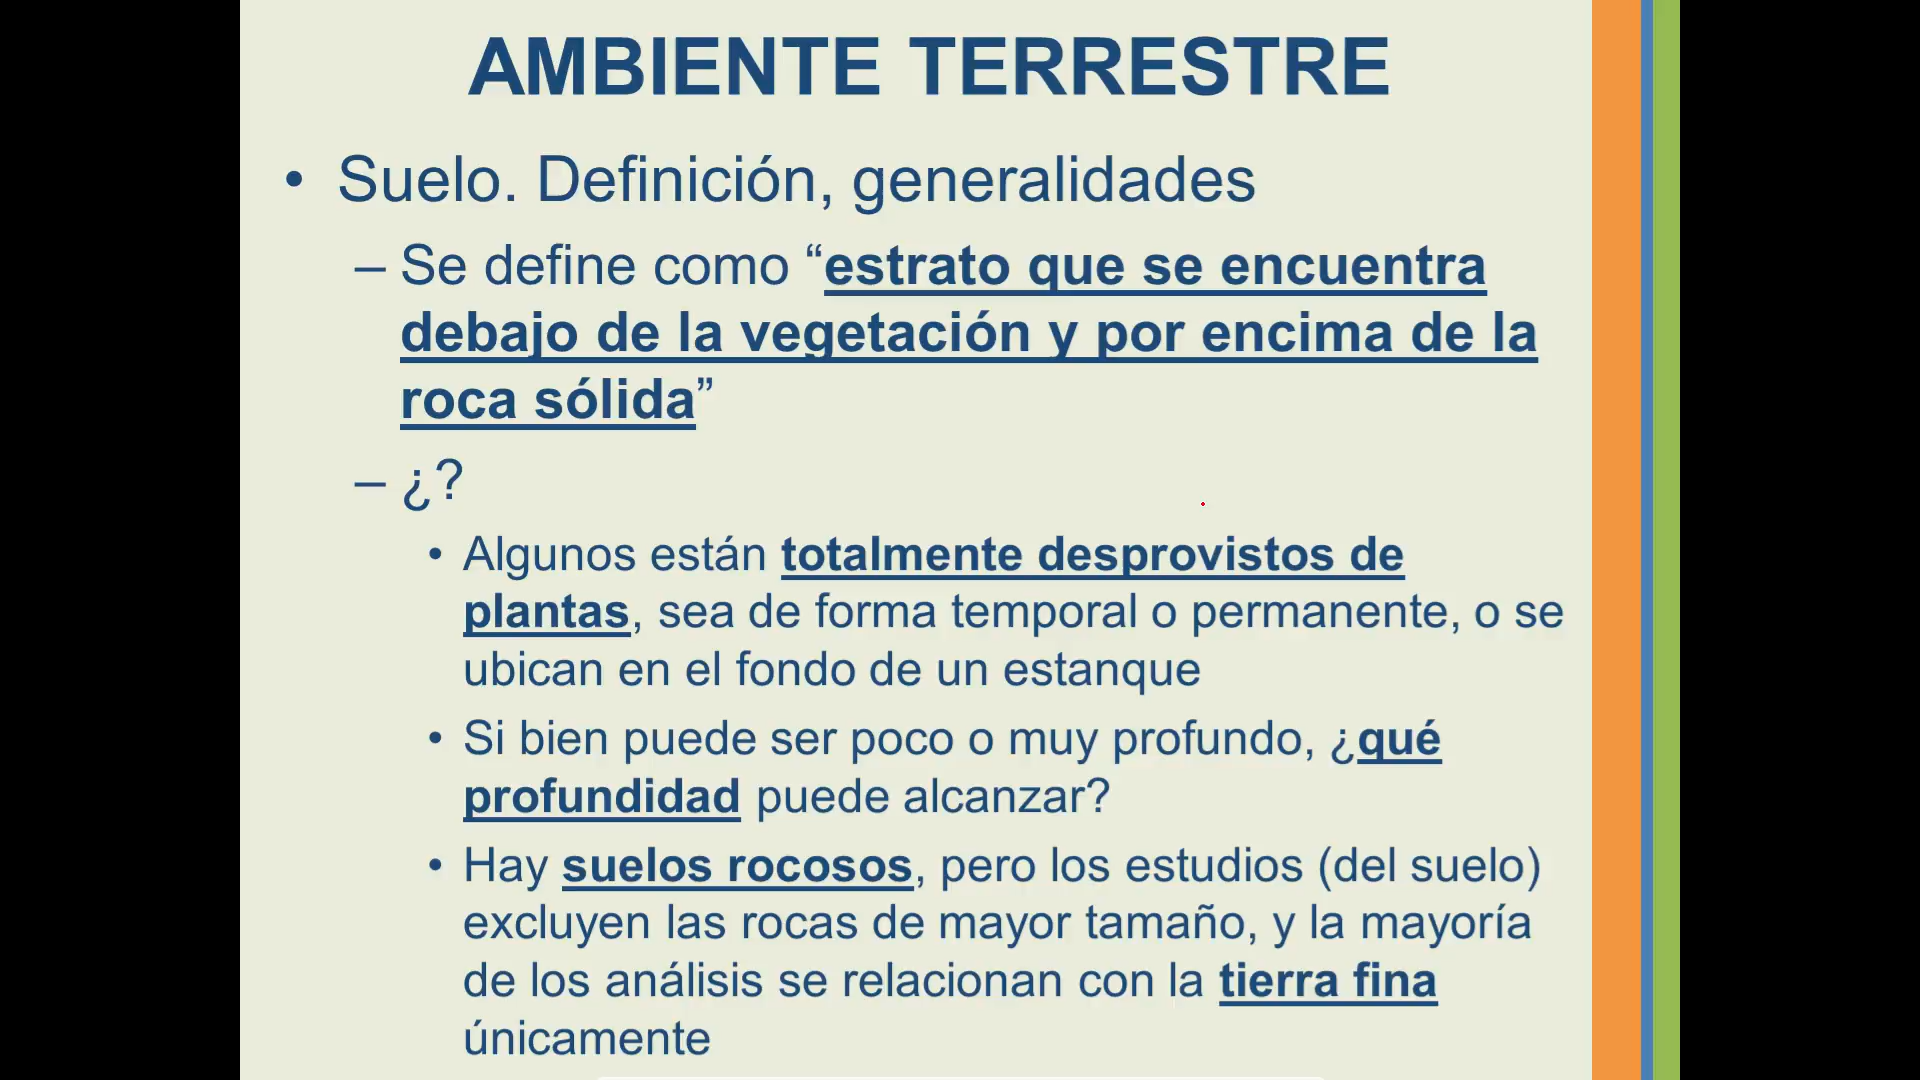 AMBIENTE TERRESTRE
• Suelo. Definición, generalidades
– Se define como “estrato que se encuentra
debajo de la vegetación y por encima de la
roca sólida”
– ¿?
• Algunos están totalmente desprovistos de
plantas, sea de forma temporal o permanente, o se
ubican en el fondo de un estanque
• Si bien puede ser poco o muy profundo, ¿qué
profundidad puede alcanzar?
• Hay suelos rocosos, pero los estudios (del suelo)
excluyen las rocas de mayor tamaño, y la mayoría
de los análisis se relacionan con la tierra fina
únicamente